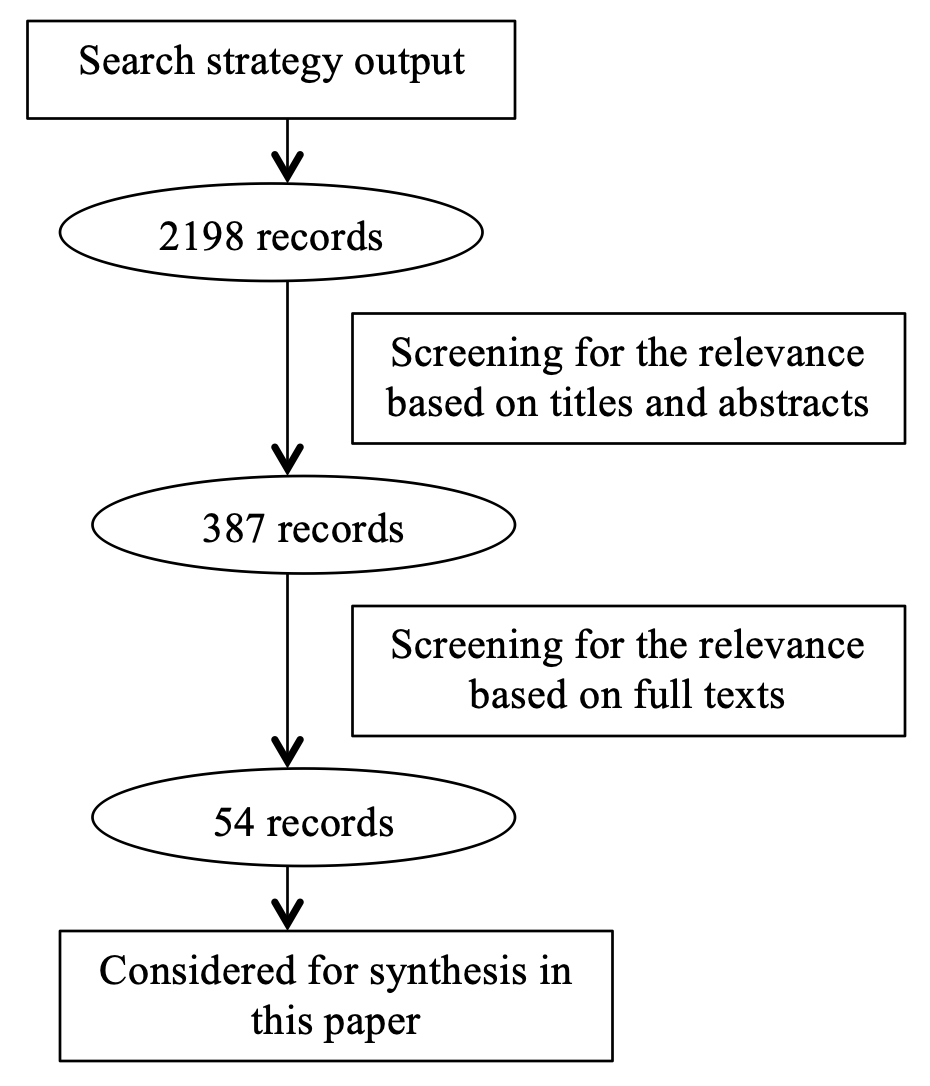 Search strategy output
2198 records
Screening for the relevance
based on titles and abstracts
387 records
Screening for the relevance
based on full texts
54 records
Considered for synthesis in
this paper